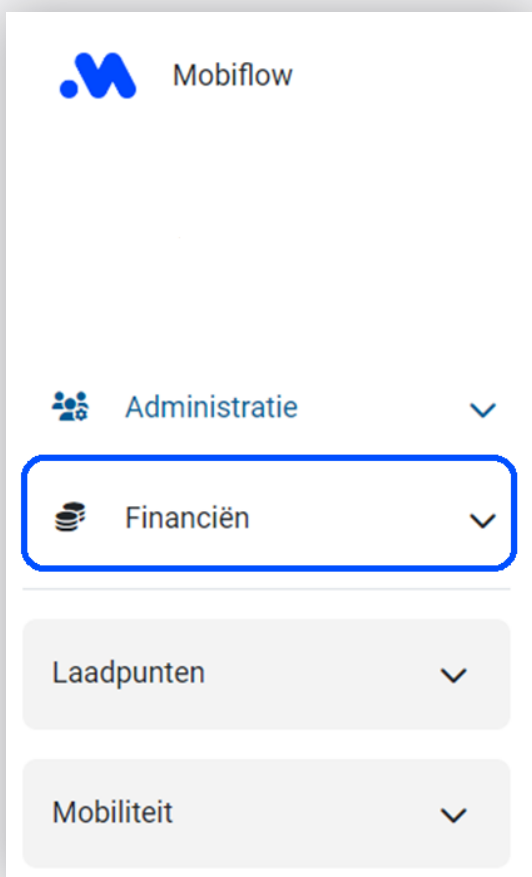 Mobiflow
Administratie
Financiën
Laadpunten
Mobiliteit